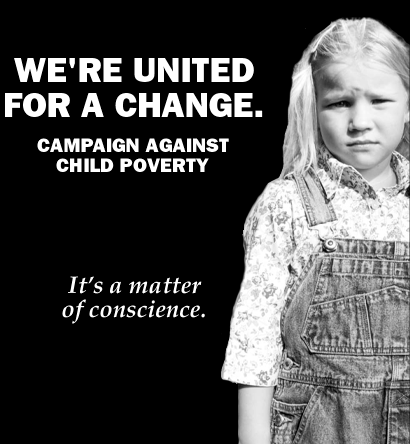 WE'RE UNITED
FOR A CHANGE.
CAMPAIGN AGAINST
CHILD POVERTY
It's a matter
of conscience.